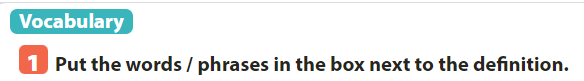 Vocabulary
1 Put the words / phrases in the box next to the definition.